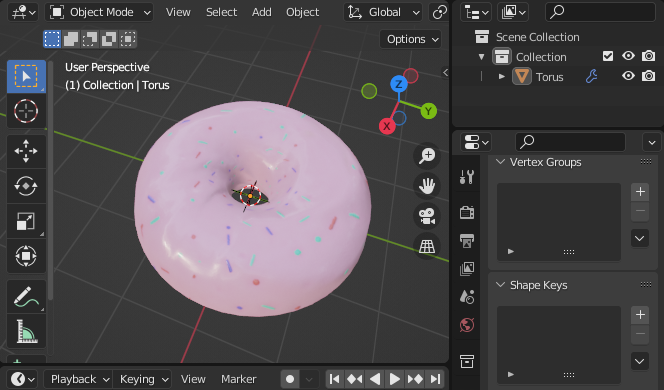 Object Mode View Select Add Object Global
Options
User Perspective
(1) Collection | Torus
Z
Y
X
Scene Collection
Collection
Torus
Vertex Groups
Shape Keys
Playback Keying View Marker